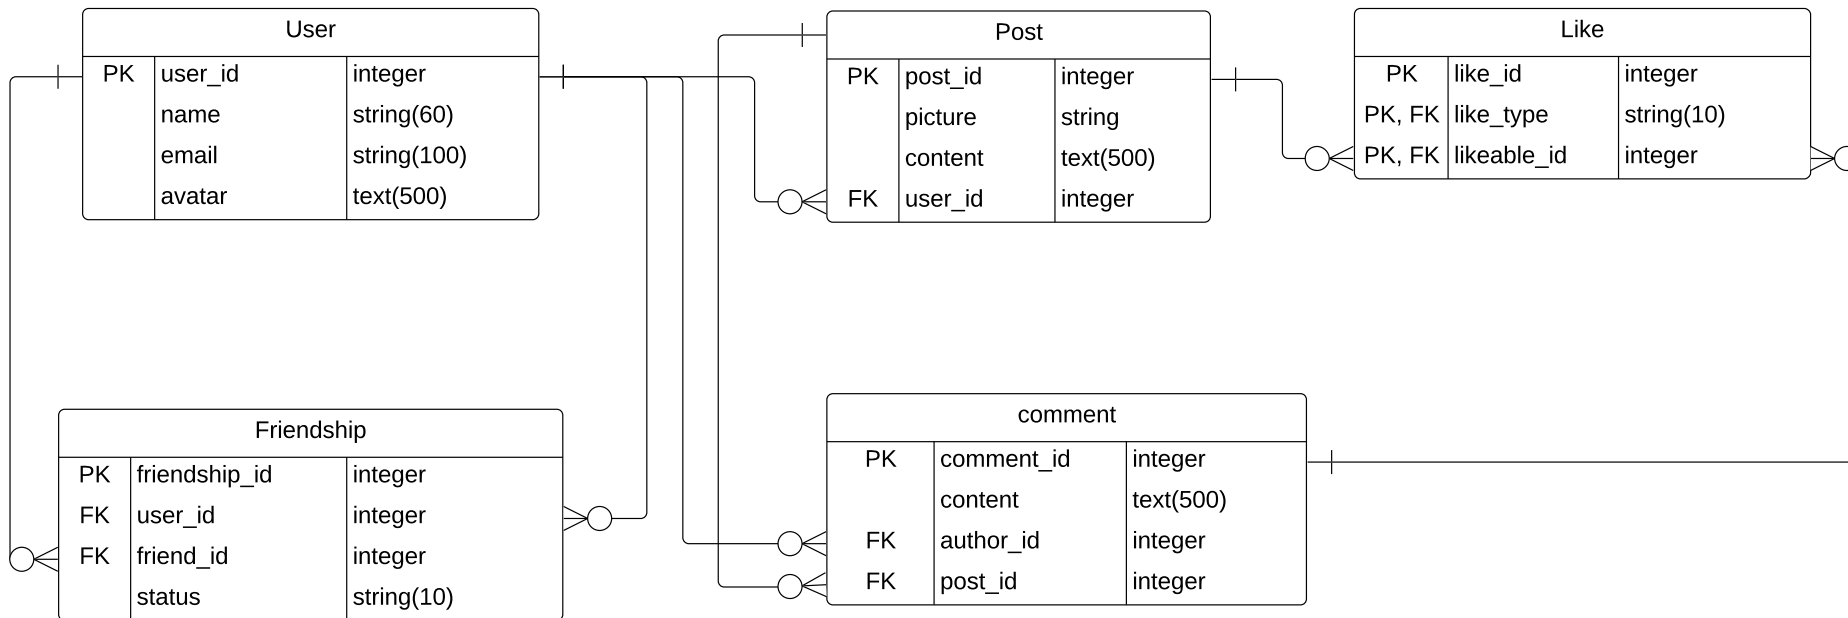 User
PK user_id integer
name string(60)
email string(100)
avatar text(500)
Post
PK post_id integer
picture string
content text(500)
FK user_id integer
Like
PK like_id integer
PK, FK like_type string(10)
PK, FK likeable_id integer
Friendship
PK friendship_id integer
FK user_id integer
FK friend_id integer
status string(10)
comment
PK comment_id integer
content text(500)
FK author_id integer
FK post_id integer